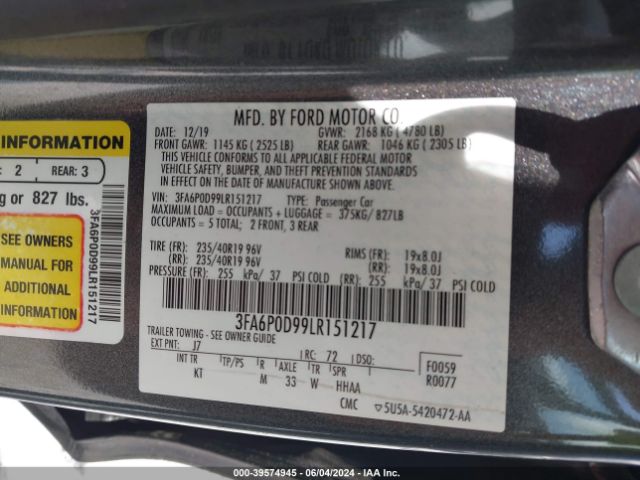 INFORMATION
2 REAR: 3
g or 827 lbs.
SEE OWNERS
MANUAL FOR
ADDITIONAL
INFORMATION
3FA6P0D99LR151217
MFD. BY FORD MOTOR CO.
DATE: 12/19 GVWR: 2168 KG ( 4780 LB)
FRONT GAWR: 1145 KG ( 2525 LB) REAR GAWR: 1046 KG ( 2305 LB)
THIS VEHICLE CONFORMS TO ALL APPLICABLE FEDERAL MOTOR
VEHICLE SAFETY, BUMPER, AND THEFT PREVENTION STANDARDS
IN EFFECT ON THE DATE OF MANUFACTURE SHOWN ABOVE.
VIN: 3FA6P0D99LR151217 TYPE: Passenger Car
MAXIMUM LOAD = OCCUPANTS + LUGGAGE = 375KG/ 827LB
OCCUPANTS = 5 TOTAL: 2 FRONT, 3 REAR
TIRE (FR): 235/40R19 96V RIMS (FR): 19x8.0J
(RR): 235/40R19 96V (RR): 19x8.0J
PRESSURE (FR): 255 kPa/ 37 PSI COLD (RR): 255 kPa/ 37 PSI COLD
3FA6P0D99LR151217
TRAILER TOWING - SEE OWNER GUIDE
EXT PNT: J7 RC: 72 DSO: F0059
INT TR TP/PS R AXLE TR SPR R0077
KT M 33 W HHAA
CMC 5U5A-5420472-AA
000-39574945 - 06/04/2024 - IAA Inc.